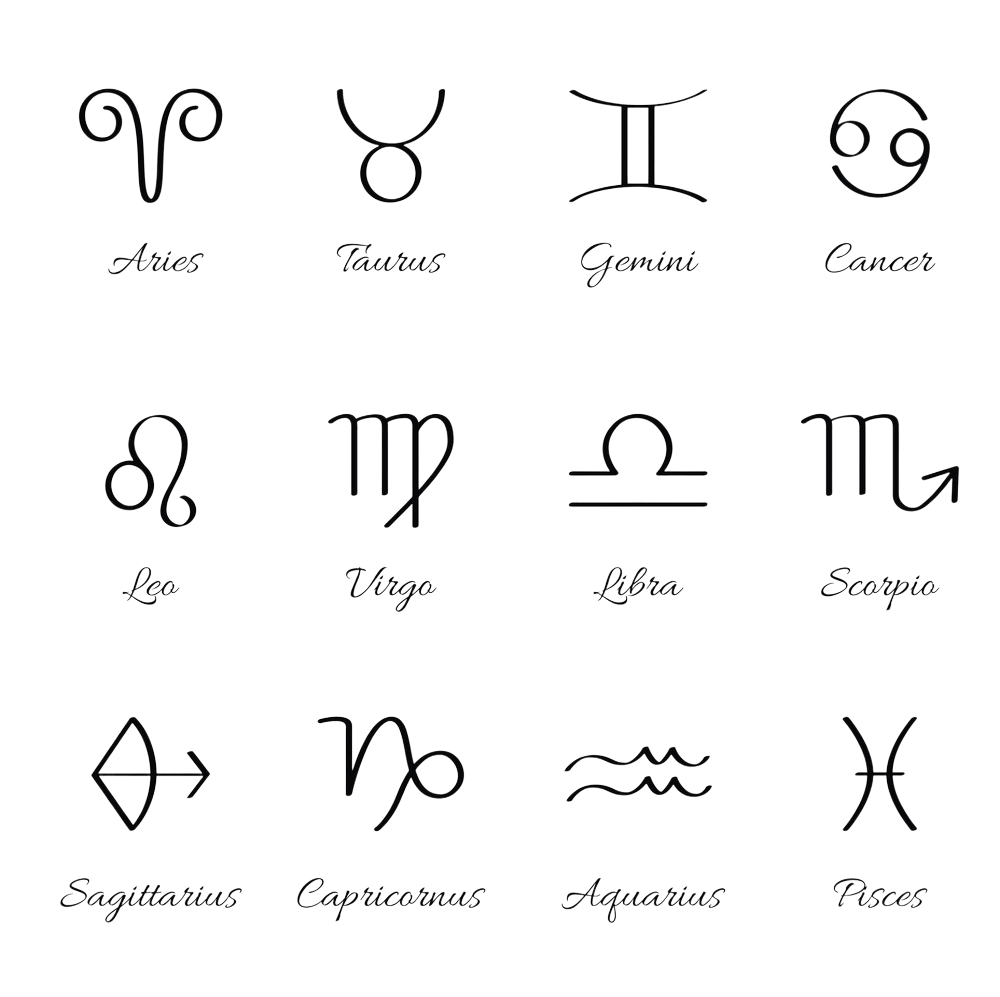 Aries Taurus Gemini Cancer
Leo Virgo Libra Scorpio
Sagittarius Capricornus Aquarius Pisces